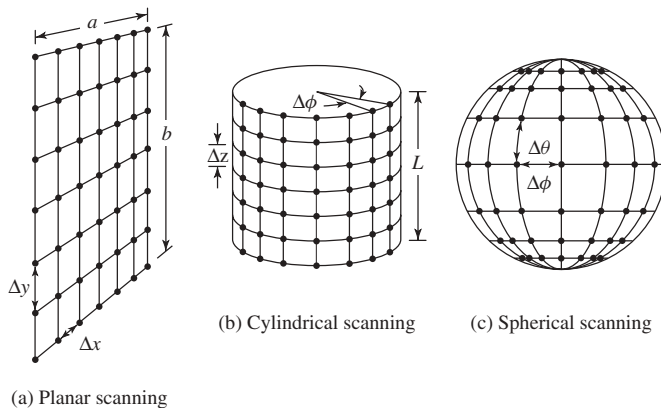 a
b
Δy
Δx
(a) Planar scanning
Δϕ
Δz
L
(b) Cylindrical scanning
Δθ
Δϕ
(c) Spherical scanning